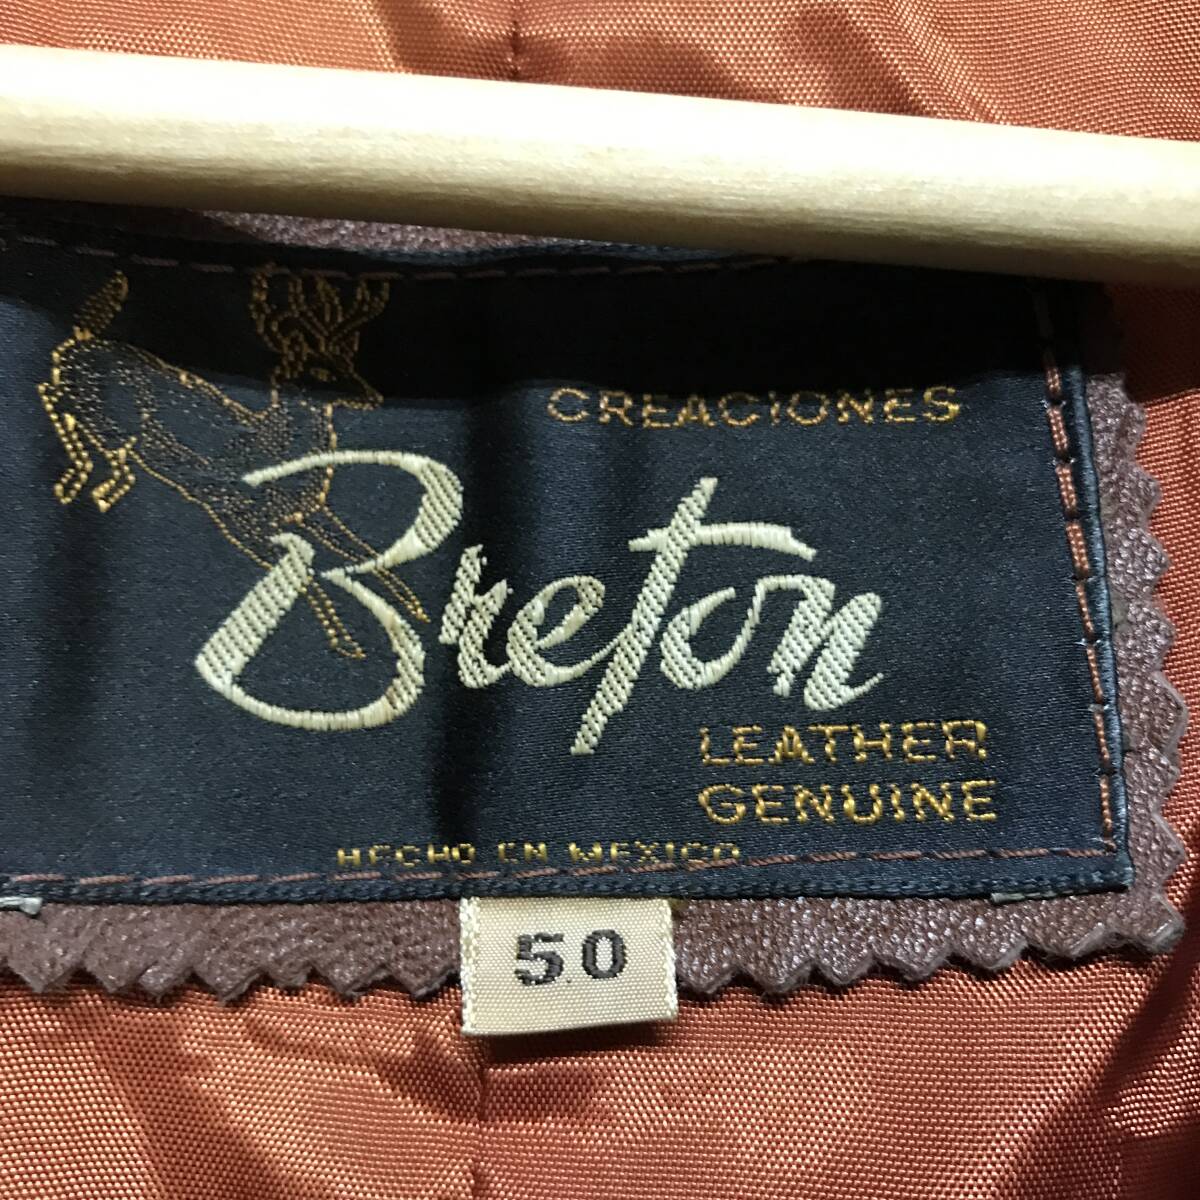 CREACIONES
Breton
LEATHER
GENUINE
HECHO EN MEXICO
50